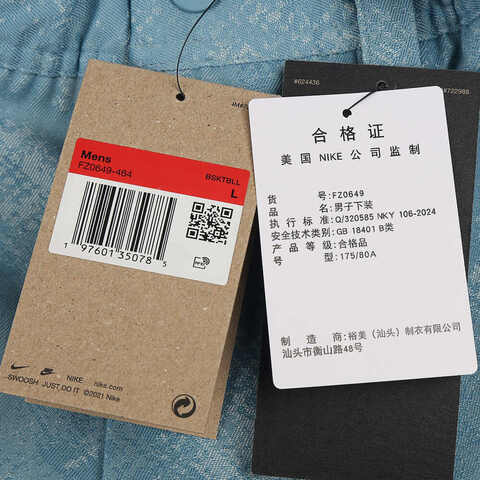 Mens
FZ0649-464
BSKTBLL
L
1 97601 35078 5
NIKE nike.com
SWOOSH JUST DO IT ©2021 Nike
#624436
#722988
合格证
美国 NIKE 公司监制
货号:FZ0649
品名:男子下装
执行标准:Q/320585 NKY 106-2024
安全技术类别:GB 18401 B类
产品等级:合格品
号型:175/80A
制造商:裕美(汕头)制衣有限公司
汕头市衡山路48号